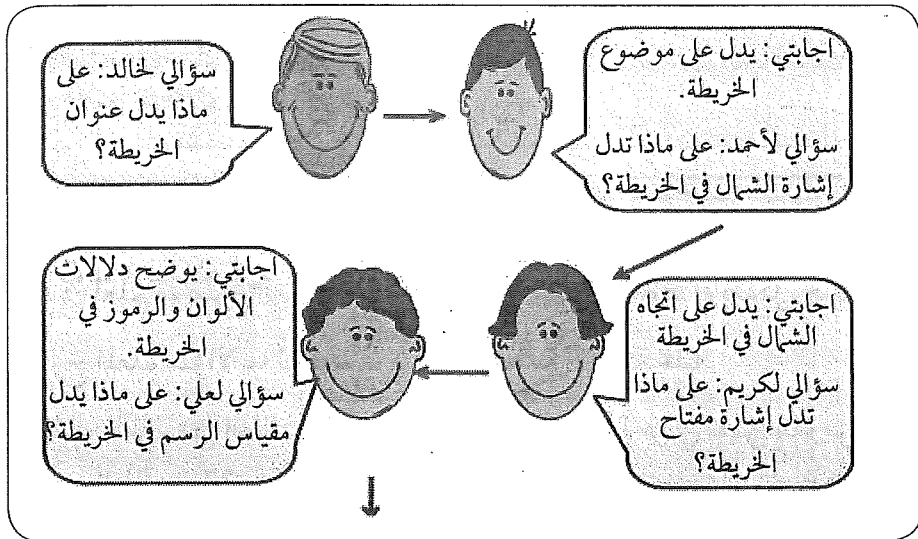 سؤالي لخالد: على
ماذا يدل عنوان
الخريطة؟
اجابتي: يدل على موضوع
الخريطة.
سؤالي لأحمد: على ماذا تدل
إشارة الشمال في الخريطة؟
اجابتي: يدل على اتجاه
الشمال في الخريطة
سؤالي لكريم: على ماذا
تدل إشارة مفتاح
الخريطة؟
اجابتي: يوضح دلالات
الألوان والرموز في
الخريطة.
سؤالي لعلي: على ماذا يدل
مقياس الرسم في الخريطة؟